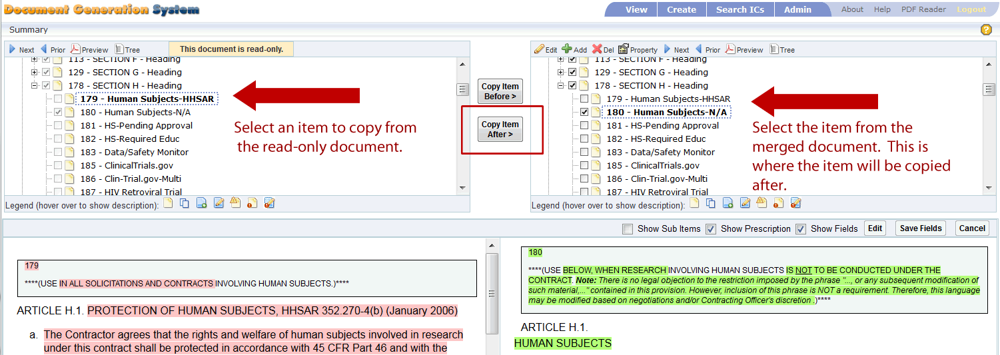 Document Generation System
View Create Search ICs Admin About Help PDF Reader Logout
Summary
Next Prior Preview Tree This document is read-only.
113 - SECTION F - Heading
129 - SECTION G - Heading
178 - SECTION H - Heading
179 - Human Subjects-HHSAR
180 - Human Subjects-N/A
181 - HS-Pending Approval
182 - HS-Required Educ
183 - Data/Safety Monitor
185 - ClinicalTrials.gov
186 - Clin-Trial.gov-Multi
187 - HIV Retroviral Trial
Legend (hover over to show description):
Select an item to copy from
the read-only document.
Copy Item
Before >
Copy Item
After >
Edit Add Del Property Next Prior Preview Tree
113 - SECTION F - Heading
129 - SECTION G - Heading
178 - SECTION H - Heading
179 - Human Subjects-HHSAR
180 - Human Subjects-N/A
181 - HS-Pending Approval
182 - HS-Required Educ
183 - Data/Safety Monitor
185 - ClinicalTrials.gov
186 - Clin-Trial.gov-Multi
187 - HIV Retroviral Trial
Legend (hover over to show description):
Select the item from the
merged document. This is
where the item will be copied
after.
Show Sub Items Show Prescription Show Fields Edit Save Fields Cancel
179
****(USE IN ALL SOLICITATIONS AND CONTRACTS INVOLVING HUMAN SUBJECTS.)****
ARTICLE H.1. PROTECTION OF HUMAN SUBJECTS, HHSAR 352.270-4(b) (January 2006)
a. The Contractor agrees that the rights and welfare of human subjects involved in research
under this contract shall be protected in accordance with 45 CFR Part 46 and with the
180
****(USE BELOW, WHEN RESEARCH INVOLVING HUMAN SUBJECTS IS NOT TO BE CONDUCTED UNDER THE
CONTRACT. Note: There is no legal objection to the restriction imposed by the phrase "..., or any subsequent modification of
such material,..." contained in this provision. However, inclusion of this phrase is NOT a requirement. Therefore, this language
may be modified based on negotiations and/or Contracting Officer's discretion .)****
ARTICLE H.1.
HUMAN SUBJECTS